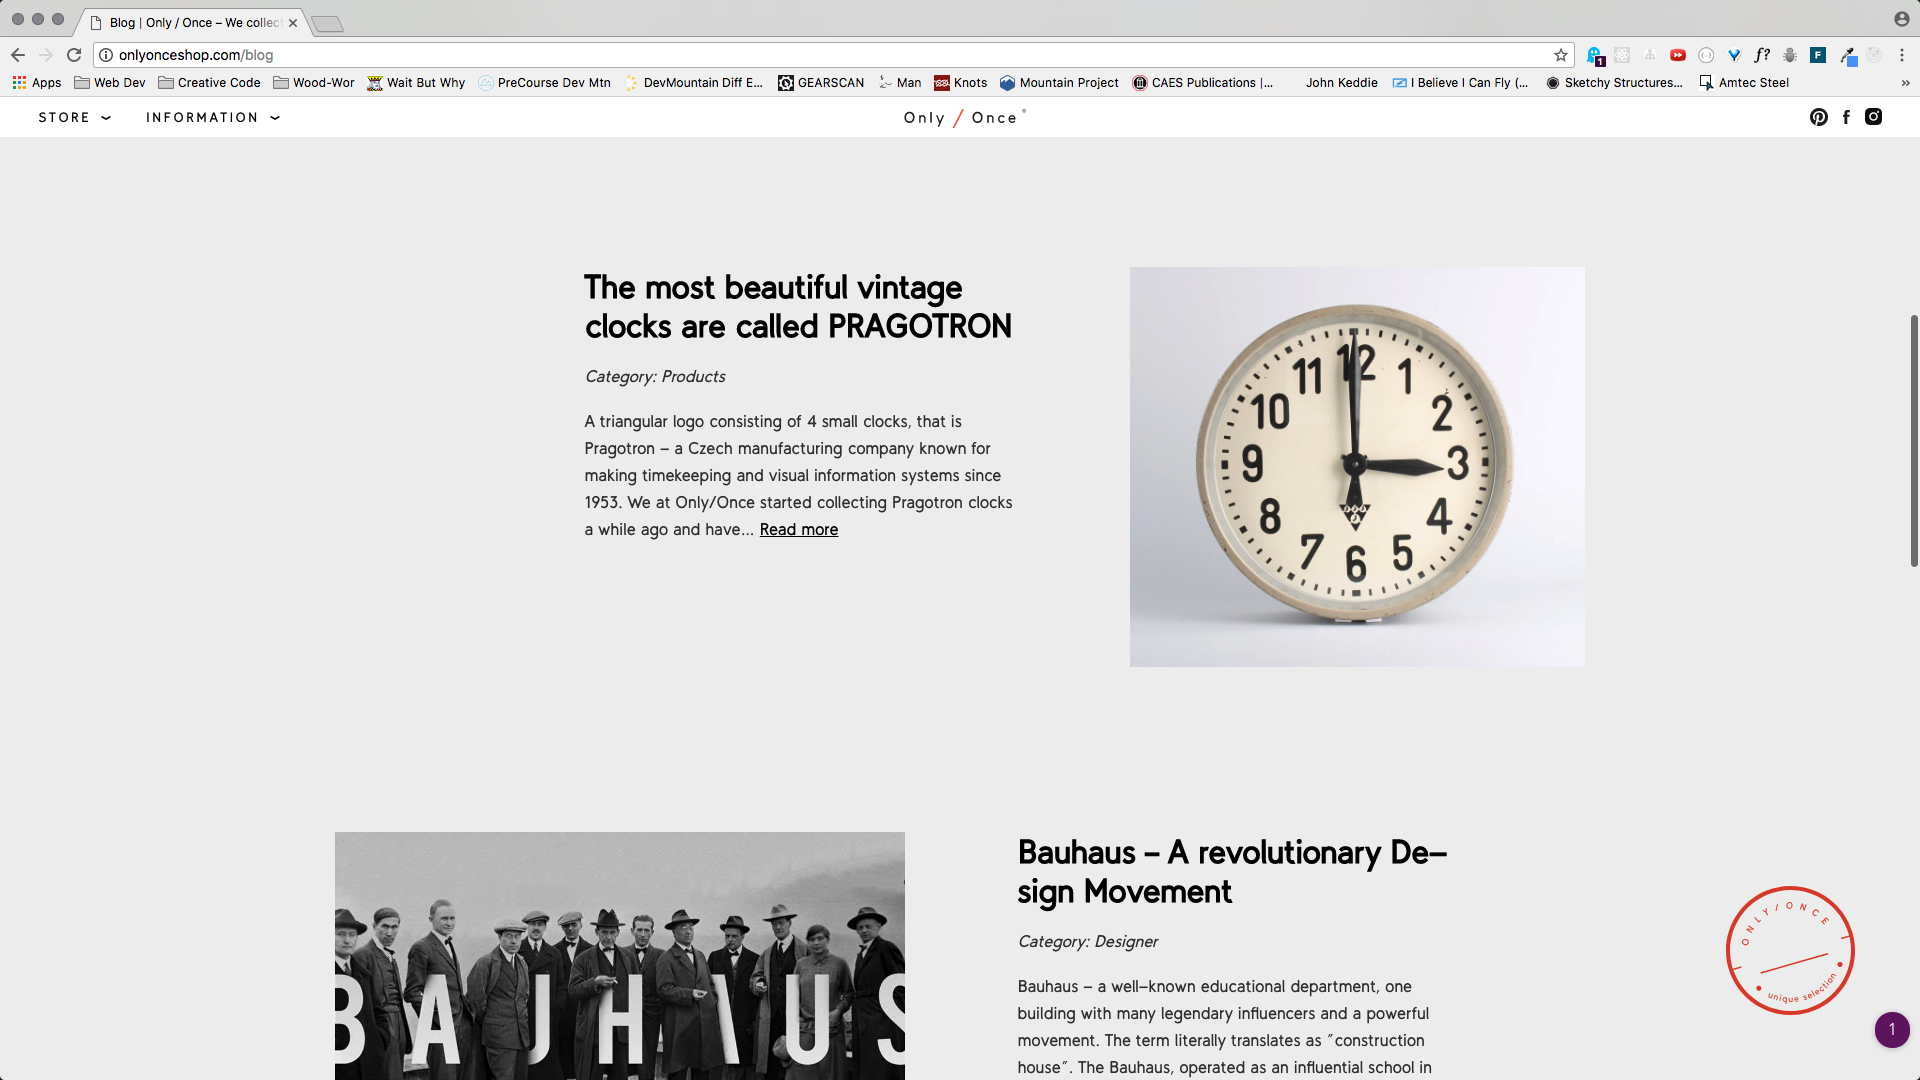 Blog | Only / Once – We collec
onlyonceshop.com/blog
1
f?
F
Apps
Web Dev
Creative Code
Wood-Wor
Wait But Why
PreCourse Dev Mtn
DevMountain Diff E...
GEARSCAN
Man
Knots
Mountain Project
CAES Publications |...
John Keddie
I Believe I Can Fly (...
Sketchy Structures...
Amtec Steel
»
STORE
INFORMATION
Only / Once
The most beautiful vintage
clocks are called PRAGOTRON
Category: Products
A triangular logo consisting of 4 small clocks, that is
Pragotron – a Czech manufacturing company known for
making timekeeping and visual information systems since
1953. We at Only/Once started collecting Pragotron clocks
a while ago and have... Read more
12
1
2
3
4
5
6
7
8
9
10
11
BAUHAUS
Bauhaus – A revolutionary De–
sign Movement
Category: Designer
Bauhaus – a well–known educational department, one
building with many legendary influencers and a powerful
movement. The term literally translates as ˝construction
house˝. The Bauhaus, operated as an influential school in
ONLY/ONCE
unique selection
1